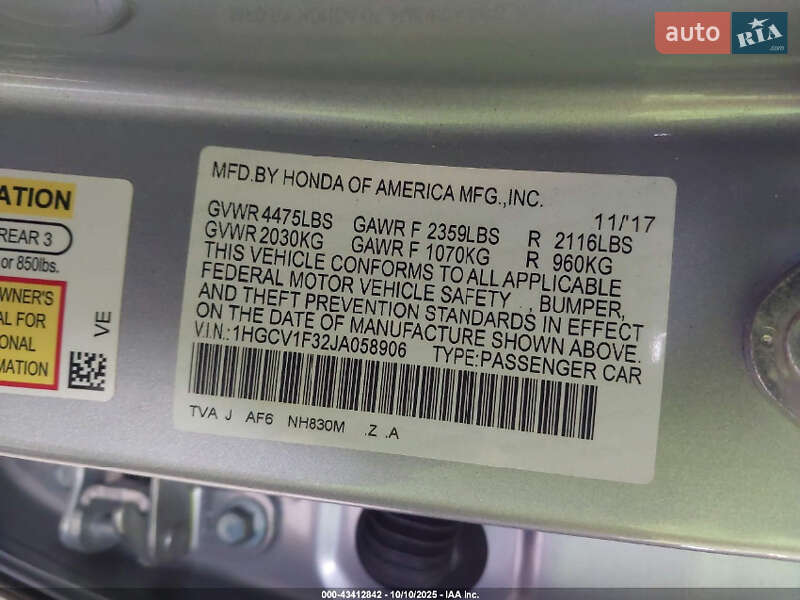 auto RIA
ATION
REAR 3
or 850lbs.
OWNER'S
AL FOR
ONAL
MATION
VE
MFD.BY HONDA OF AMERICA MFG.,INC.
11/'17
GVWR 4475LBS GAWR F 2359LBS R 2116LBS
GVWR 2030KG GAWR F 1070KG R 960KG
THIS VEHICLE CONFORMS TO ALL APPLICABLE
FEDERAL MOTOR VEHICLE SAFETY , BUMPER,
AND THEFT PREVENTION STANDARDS IN EFFECT
ON THE DATE OF MANUFACTURE SHOWN ABOVE.
V.I.N.:1HGCV1F32JA058906 TYPE:PASSENGER CAR
TVA J AF6 NH830M .Z .A
000-43412842 - 10/10/2025 - IAA Inc.